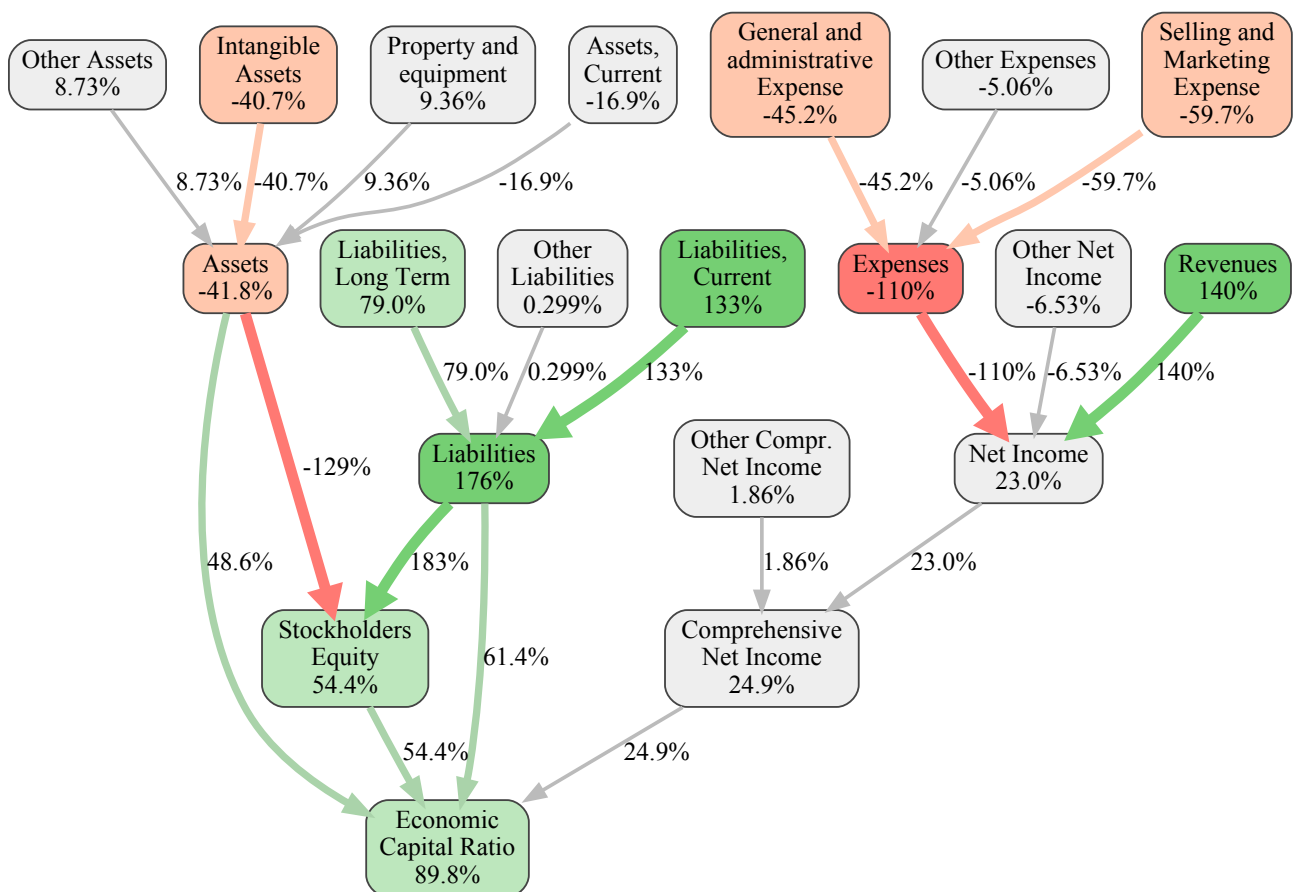 Other Assets
8.73%
Intangible
Assets
-40.7%
Property and
equipment
9.36%
Assets,
Current
-16.9%
General and
administrative
Expense
-45.2%
Other Expenses
-5.06%
Selling and
Marketing
Expense
-59.7%
8.73%
-40.7%
9.36%
-16.9%
-45.2%
-5.06%
-59.7%
Assets
-41.8%
Liabilities,
Long Term
79.0%
Other
Liabilities
0.299%
Liabilities,
Current
133%
Expenses
-110%
Other Net
Income
-6.53%
Revenues
140%
79.0%
0.299%
133%
-110%
-6.53%
140%
-129%
Liabilities
176%
Other Compr.
Net Income
1.86%
Net Income
23.0%
48.6%
183%
1.86%
23.0%
Stockholders
Equity
54.4%
61.4%
Comprehensive
Net Income
24.9%
54.4%
24.9%
Economic
Capital Ratio
89.8%